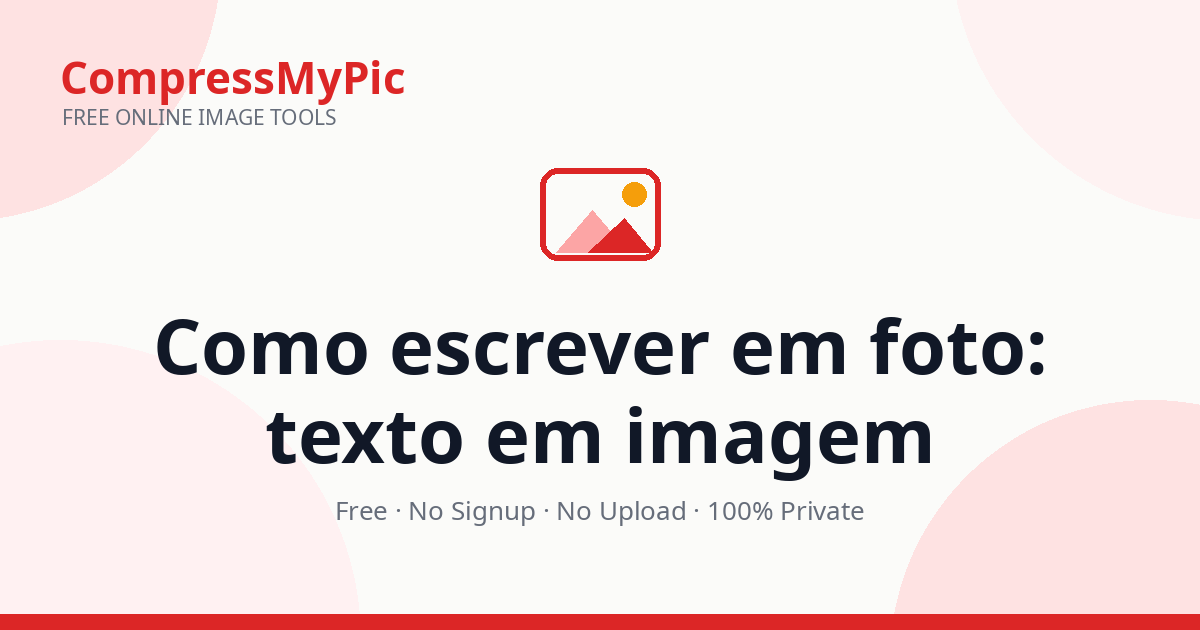 CompressMyPic
FREE ONLINE IMAGE TOOLS
Como escrever em foto:
texto em imagem
Free · No Signup · No Upload · 100% Private